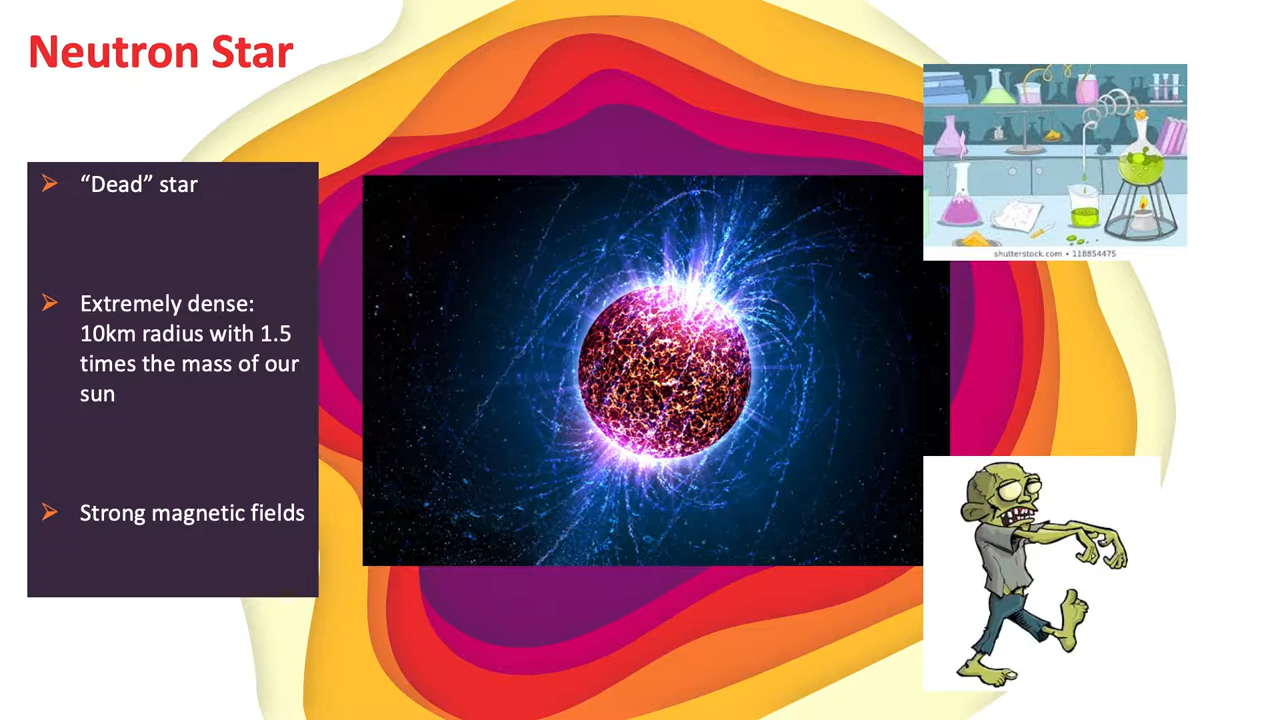 Neutron Star
“Dead” star
Extremely dense:
10km radius with 1.5
times the mass of our
sun
Strong magnetic fields
shutterstock.com • 118854475